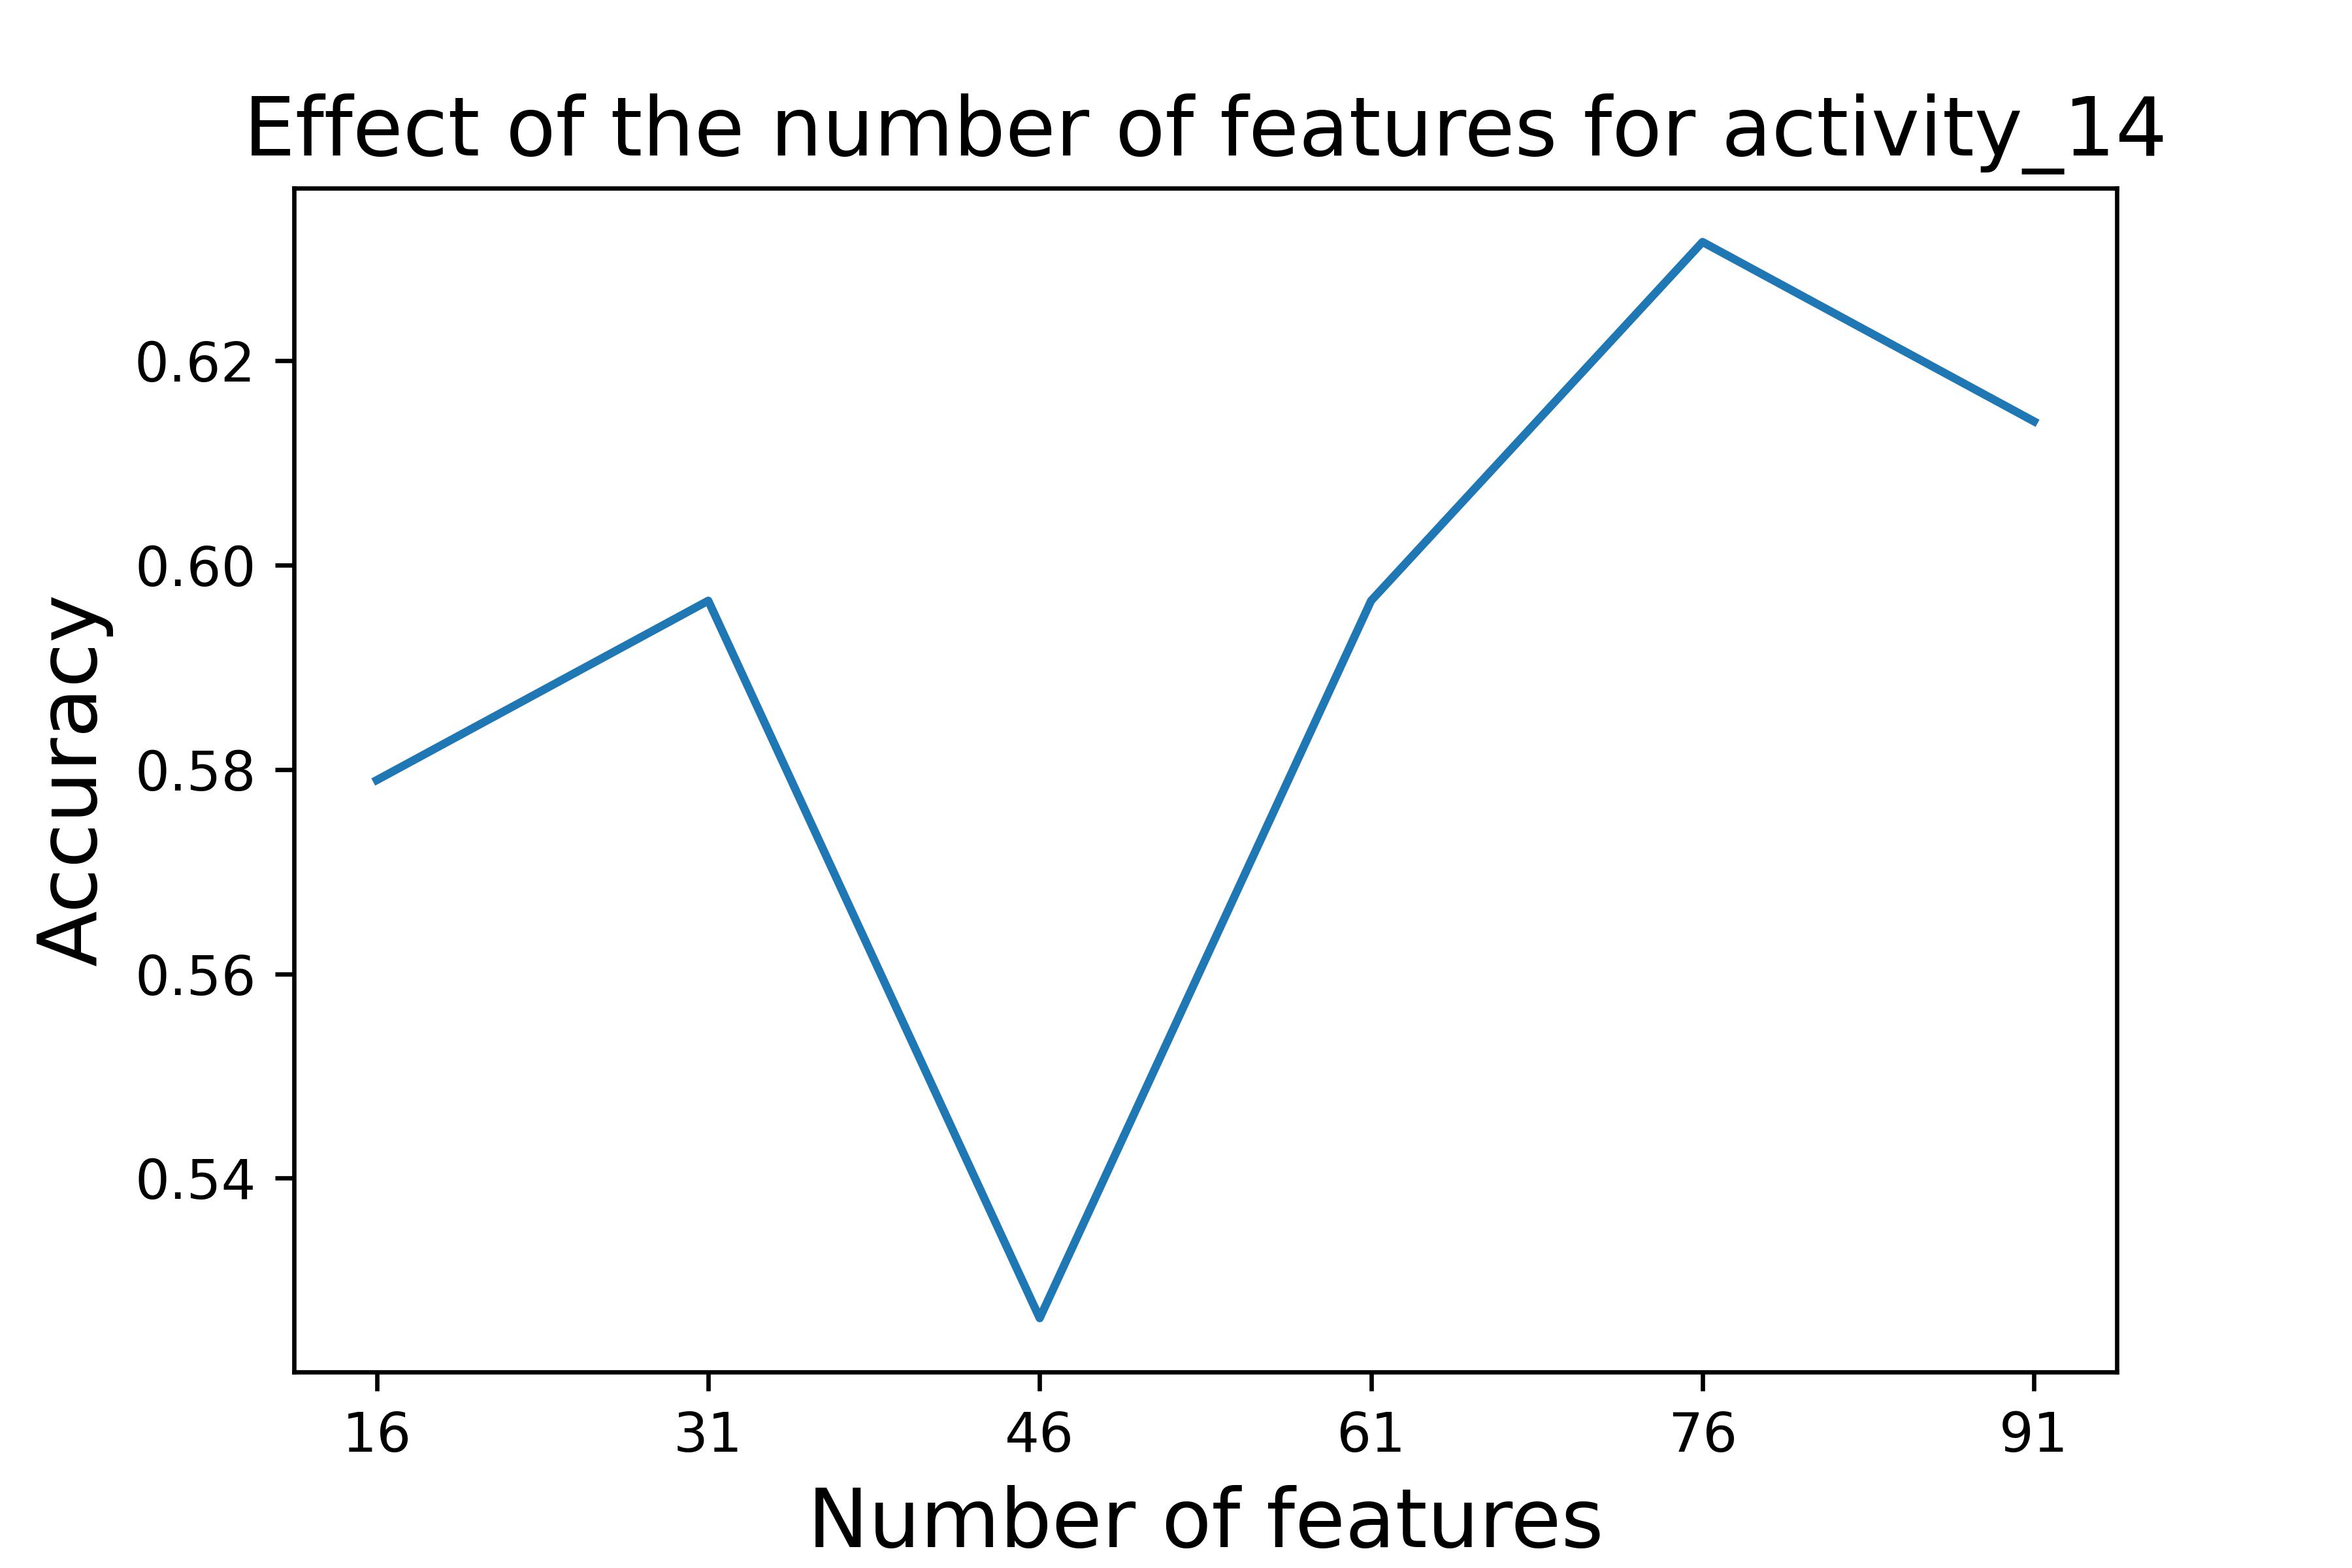 Effect of the number of features for activity_14
Accuracy
0.62
0.60
0.58
0.56
0.54
16 31 46 61 76 91
Number of features